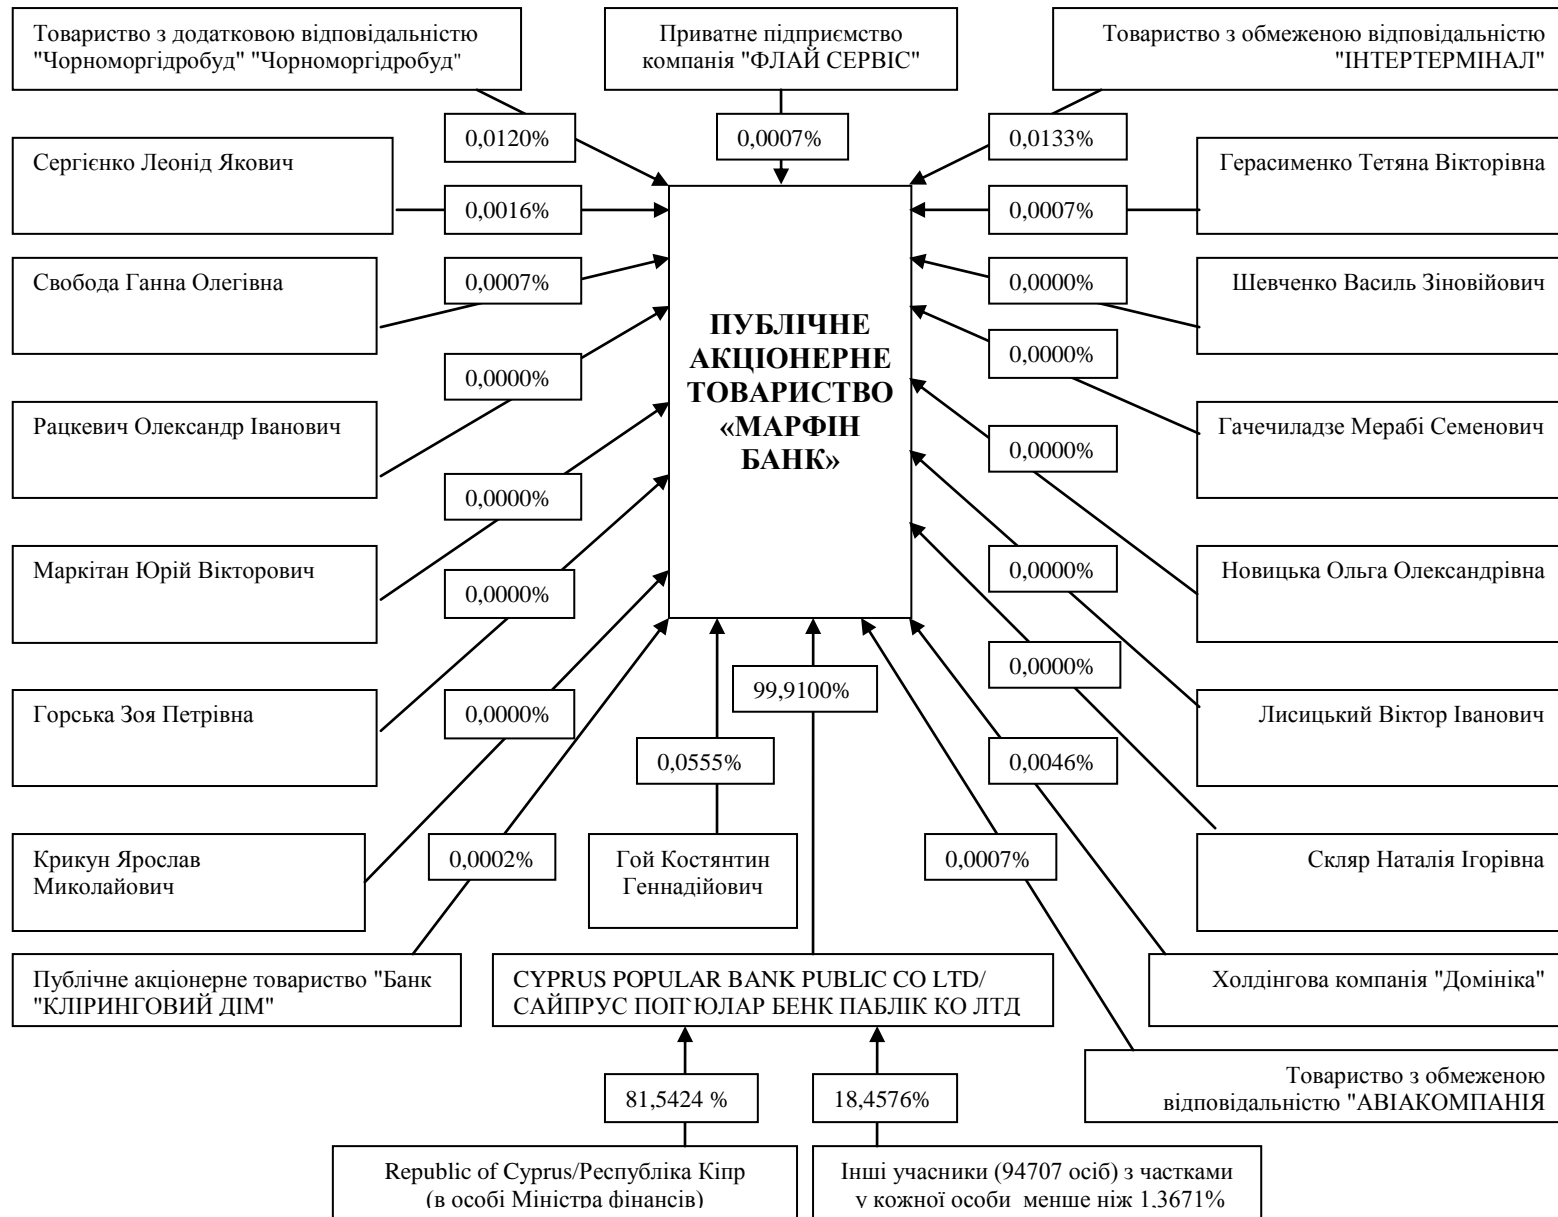 Товариство з додатковою відповідальністю
"Чорноморгідробуд" "Чорноморгідробуд"
Приватне підприємство
компанія "ФЛАЙ СЕРВІС"
Товариство з обмеженою відповідальністю
"ІНТЕРТЕРМІНАЛ"
0,0120%
0,0007%
0,0133%
Сергієнко Леонід Якович
Герасименко Тетяна Вікторівна
0,0016%
0,0007%
Свобода Ганна Олегівна
0,0007%
0,0000%
Шевченко Василь Зіновійович
ПУБЛІЧНЕ
АКЦІОНЕРНЕ
ТОВАРИСТВО
«МАРФІН
БАНК»
0,0000%
0,0000%
Рацкевич Олександр Іванович
Гачечиладзе Мерабі Семенович
0,0000%
0,0000%
Маркітан Юрій Вікторович
0,0000%
0,0000%
Новицька Ольга Олександрівна
0,0000%
99,9100%
Горська Зоя Петрівна
0,0000%
Лисицький Віктор Іванович
0,0555%
0,0046%
Крикун Ярослав
Миколайович
0,0002%
Гой Костянтин
Геннадійович
0,0007%
Скляр Наталія Ігорівна
Публічне акціонерне товариство "Банк
"КЛІРИНГОВИЙ ДІМ"
CYPRUS POPULAR BANK PUBLIC CO LTD/
САЙПРУС ПОП`ЮЛАР БЕНК ПАБЛІК КО ЛТД
Холдінгова компанія "Домініка"
81,5424 %
18,4576%
Товариство з обмеженою
відповідальністю "АВІАКОМПАНІЯ
Republic of Cyprus/Республіка Кіпр
(в особі Міністра фінансів)
Інші учасники (94707 осіб) з частками
у кожної особи менше ніж 1,3671%